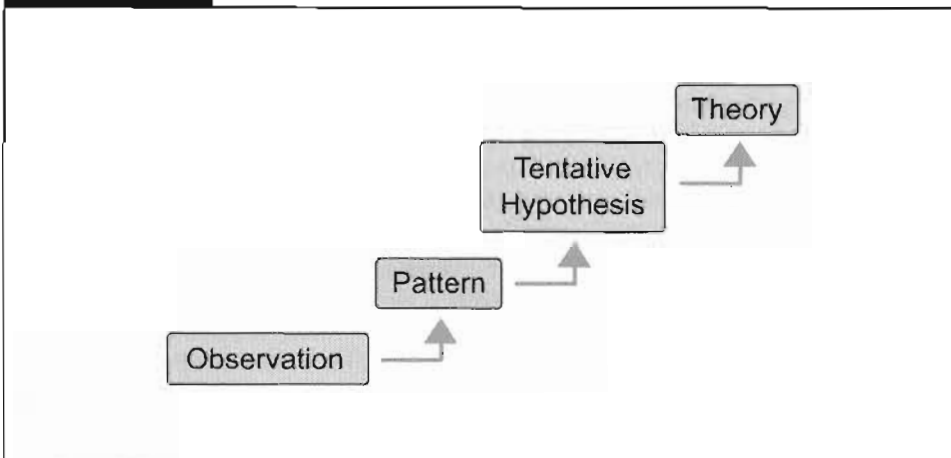 Theory
Tentative
Hypothesis
Pattern
Observation